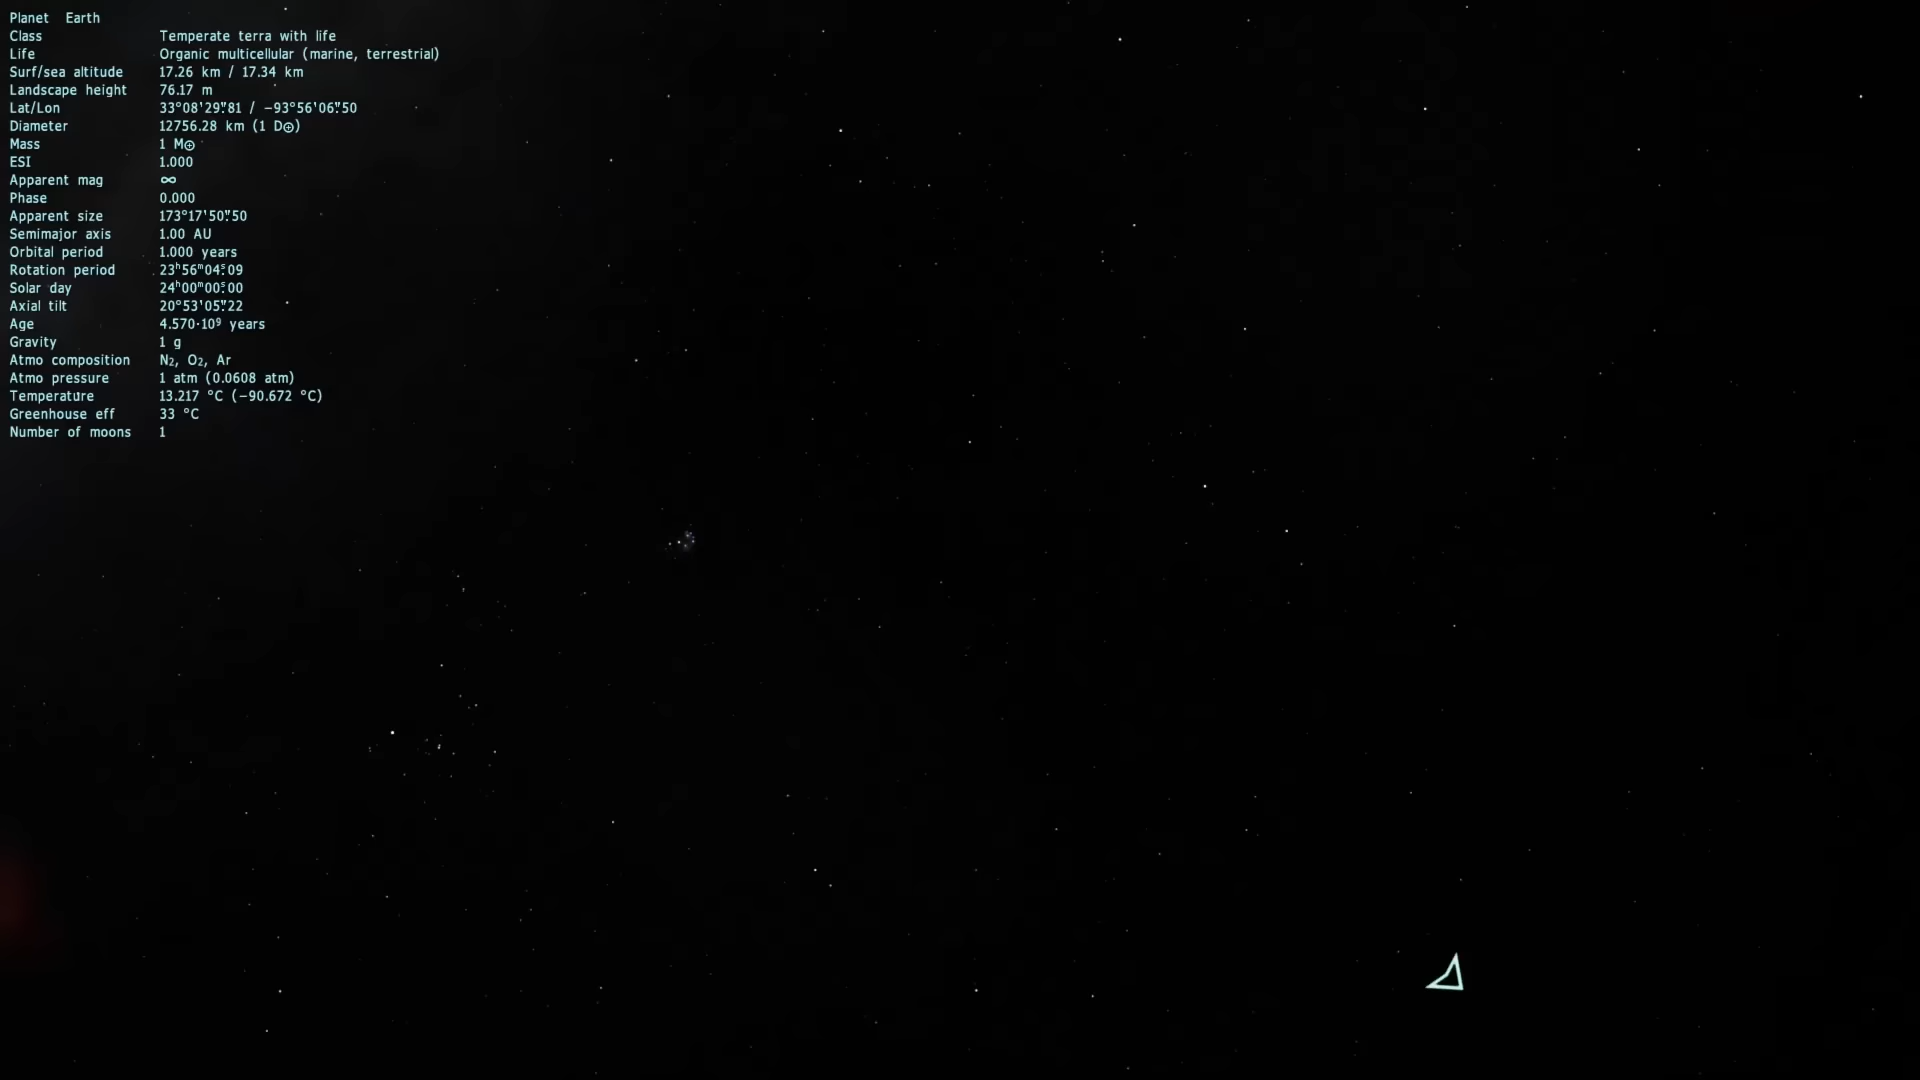 Planet Earth
Class Temperate terra with life
Life Organic multicellular (marine, terrestrial)
Surf/sea altitude 17.26 km / 17.34 km
Landscape height 76.17 m
Lat/Lon 33°08'29".81 / −93°56'06".50
Diameter 12756.28 km (1 D⊕)
Mass 1 M⊕
ESI 1.000
Apparent mag ∞
Phase 0.000
Apparent size 173°17'50".50
Semimajor axis 1.00 AU
Orbital period 1.000 years
Rotation period 23ʰ56ᵐ04ˢ.09
Solar day 24ʰ00ᵐ00ˢ.00
Axial tilt 20°53'05".22
Age 4.570·10⁹ years
Gravity 1 g
Atmo composition N₂, O₂, Ar
Atmo pressure 1 atm (0.0608 atm)
Temperature 13.217 °C (−90.672 °C)
Greenhouse eff 33 °C
Number of moons 1